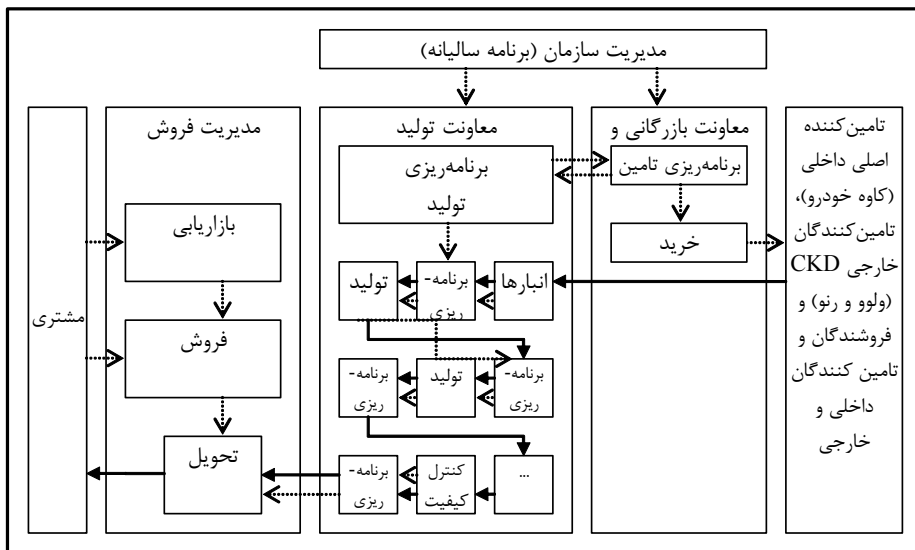 مدیریت سازمان (برنامه سالیانه)
تامین‌کننده
اصلی داخلی
(کاوه خودرو)،
تامین‌کنندگان
خارجی CKD
(ولوو و رنو) و
فروشندگان و
تامین کنندگان
داخلی و
خارجی
معاونت بازرگانی و
برنامه‌ریزی تامین
خرید
معاونت تولید
برنامه‌ریزی
تولید
انبارها
برنامه-
ریزی
تولید
برنامه-
ریزی
تولید
برنامه-
ریزی
...
کنترل
کیفیت
برنامه-
ریزی
مدیریت فروش
بازاریابی
فروش
تحویل
مشتری